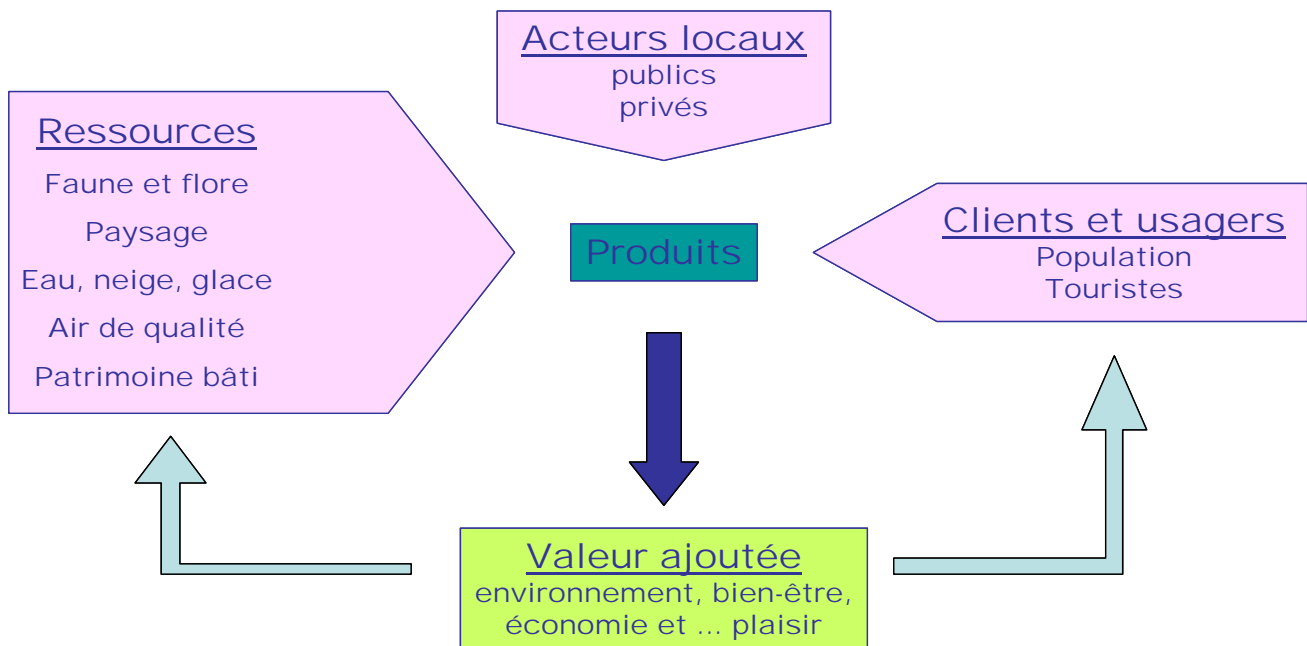 Acteurs locaux
publics
privés
Ressources
Faune et flore
Paysage
Eau, neige, glace
Air de qualité
Patrimoine bâti
Produits
Clients et usagers
Population
Touristes
Valeur ajoutée
environnement, bien-être,
économie et ... plaisir